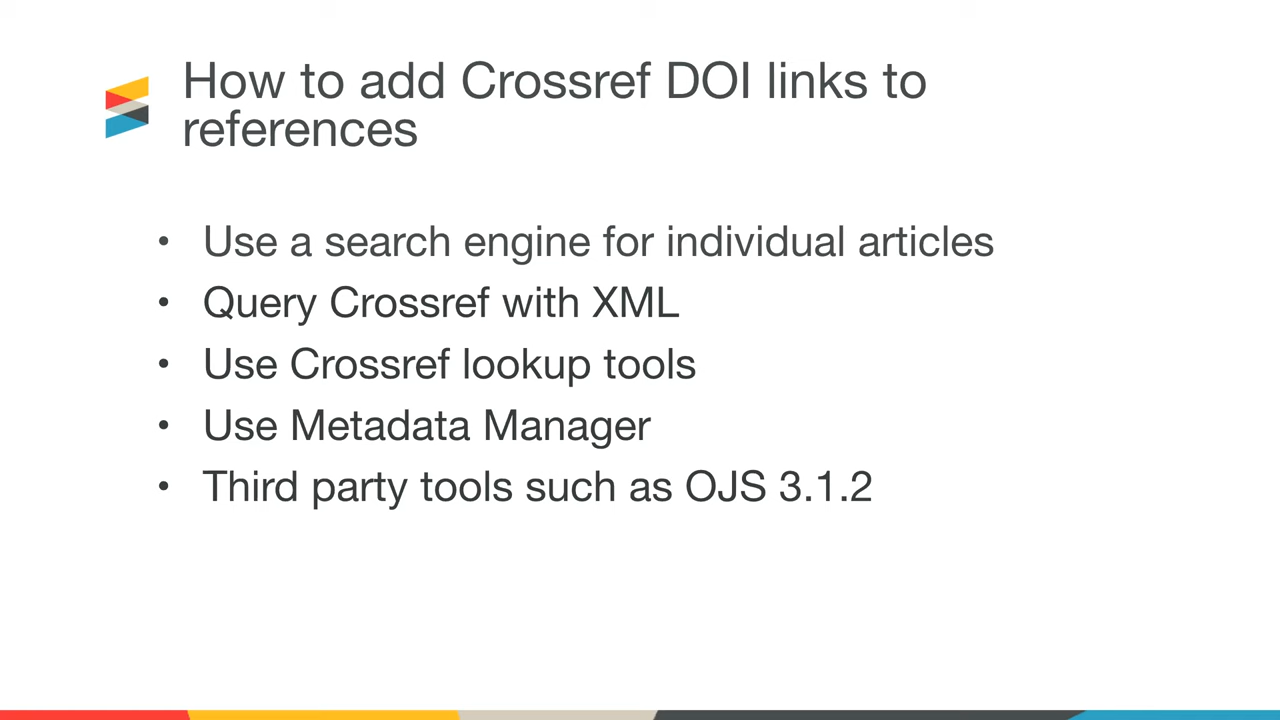 How to add Crossref DOI links to
references
• Use a search engine for individual articles
• Query Crossref with XML
• Use Crossref lookup tools
• Use Metadata Manager
• Third party tools such as OJS 3.1.2